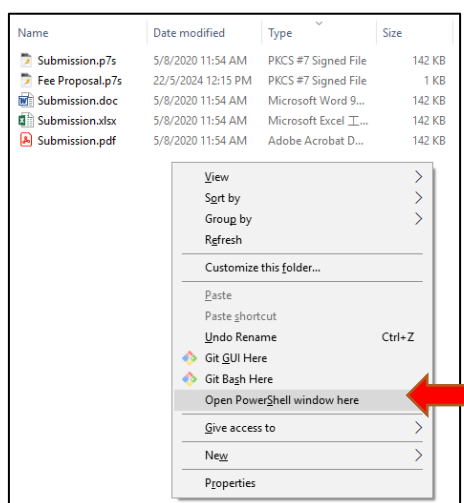 Name Date modified Type Size
Submission.p7s 5/8/2020 11:54 AM PKCS #7 Signed File 142 KB
Fee Proposal.p7s 22/5/2024 12:15 PM PKCS #7 Signed File 1 KB
Submission.doc 5/8/2020 11:54 AM Microsoft Word 9... 142 KB
Submission.xlsx 5/8/2020 11:54 AM Microsoft Excel 工... 142 KB
Submission.pdf 5/8/2020 11:54 AM Adobe Acrobat D... 142 KB
View
Sort by
Group by
Refresh
Customize this folder...
Paste
Paste shortcut
Undo Rename Ctrl+Z
Git GUI Here
Git Bash Here
Open PowerShell window here
Give access to
New
Properties